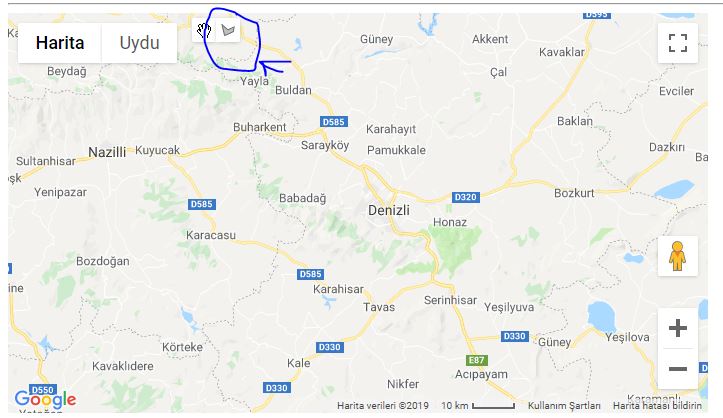 Harita Uydu
D595
Güney
Akkent
Kavaklar
Beydağ
Çal
Yayla
Buldan
Evciler
D585
Baklan
Buharkent
Karahayıt
Sarayköy
Pamukkale
Dazkırı
Nazilli
Kuyucak
Sultanhisar
Yenipazar
Babadağ
D320
Bozkurt
D585
Denizli
Honaz
Karacasu
Bozdoğan
D585
Karahisar
Serinhisar
Yeşilyuva
Tavas
D330
Güney
Yeşilova
Körteke
D330
Kale
E87
Kavaklıdere
Acıpayam
Nikfer
D330
D550
Karamanlı
Google
Harita verileri ©2019 10 km Kullanım Şartları Harita hatası bildirin